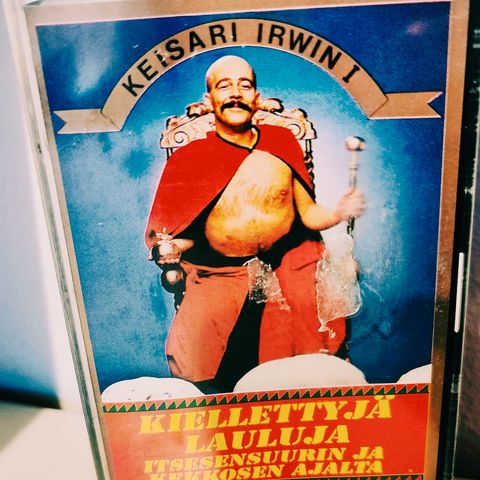 KEISARI IRWIN I
KIELLETTYJÄ
LAULUJA
ITSESENSUURIN JA
KEKKOSEN AJALTA